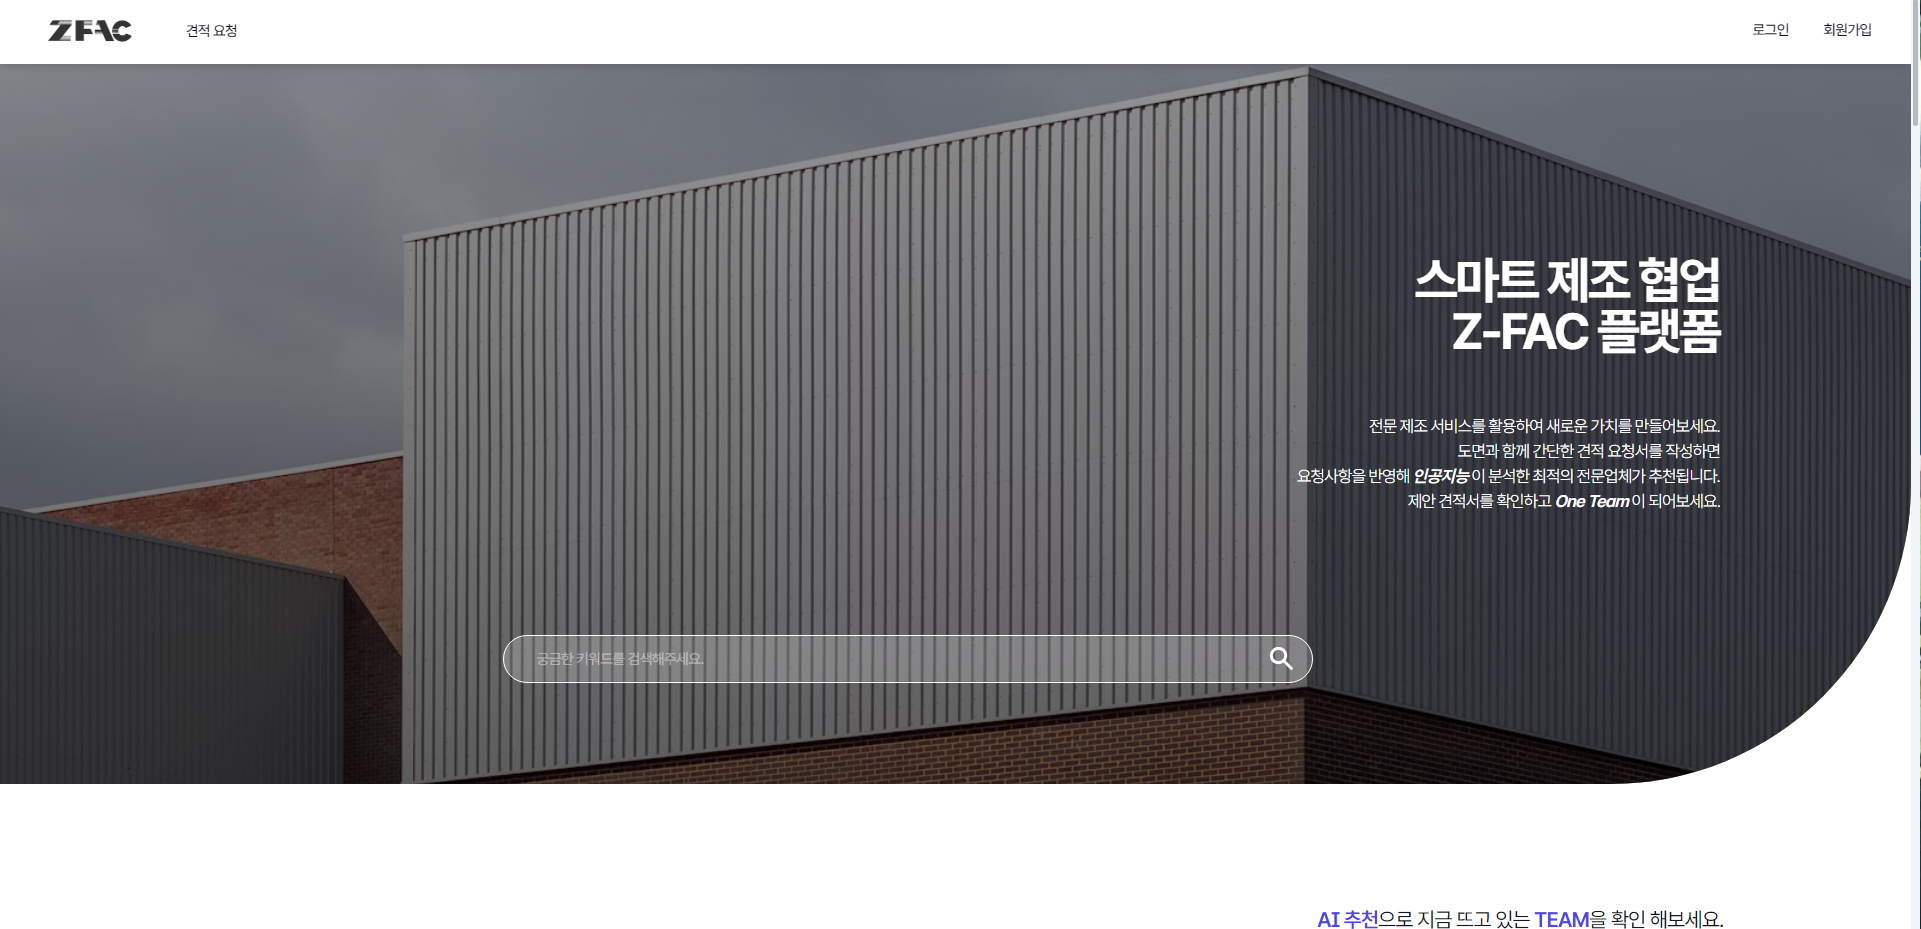 ZFAC
견적 요청
로그인
회원가입
스마트 제조 협업
Z-FAC 플랫폼
전문 제조 서비스를 활용하여 새로운 가치를 만들어보세요.
도면과 함께 간단한 견적 요청서를 작성하면
요청사항을 반영해 인공지능 이 분석한 최적의 전문업체가 추천됩니다.
제안 견적서를 확인하고 One Team 이 되어보세요.
궁금한 키워드를 검색해주세요.
AI 추천으로 지금 뜨고 있는 TEAM을 확인 해보세요.